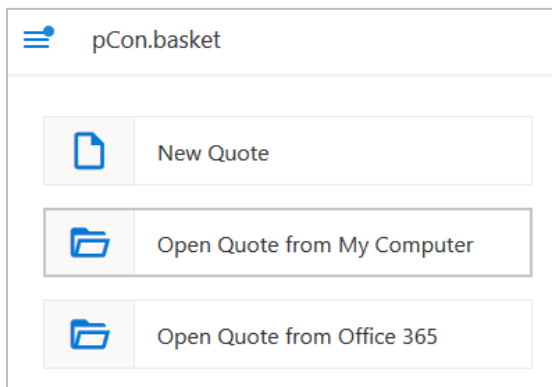 pCon.basket
New Quote
Open Quote from My Computer
Open Quote from Office 365